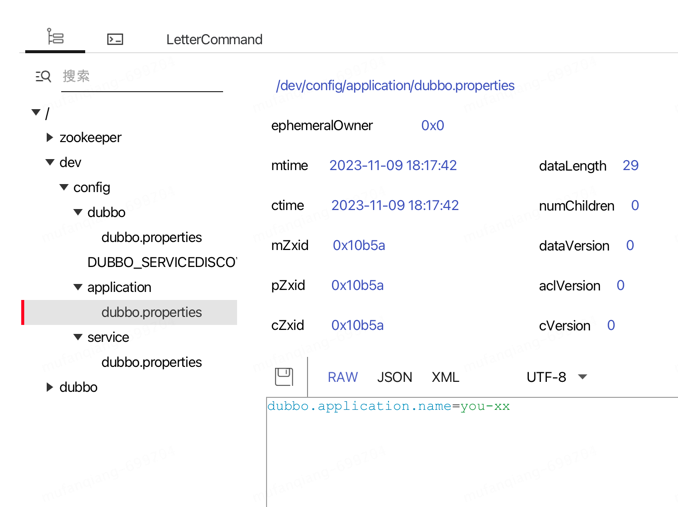 LetterCommand
搜索
/
zookeeper
dev
config
dubbo
dubbo.properties
DUBBO_SERVICEDISCO
application
dubbo.properties
service
dubbo.properties
dubbo
/dev/config/application/dubbo.properties
ephemeralOwner 0x0
mtime 2023-11-09 18:17:42 dataLength 29
ctime 2023-11-09 18:17:42 numChildren 0
mZxid 0x10b5a dataVersion 0
pZxid 0x10b5a aclVersion 0
cZxid 0x10b5a cVersion 0
RAW JSON XML UTF-8
dubbo.application.name=you-xx